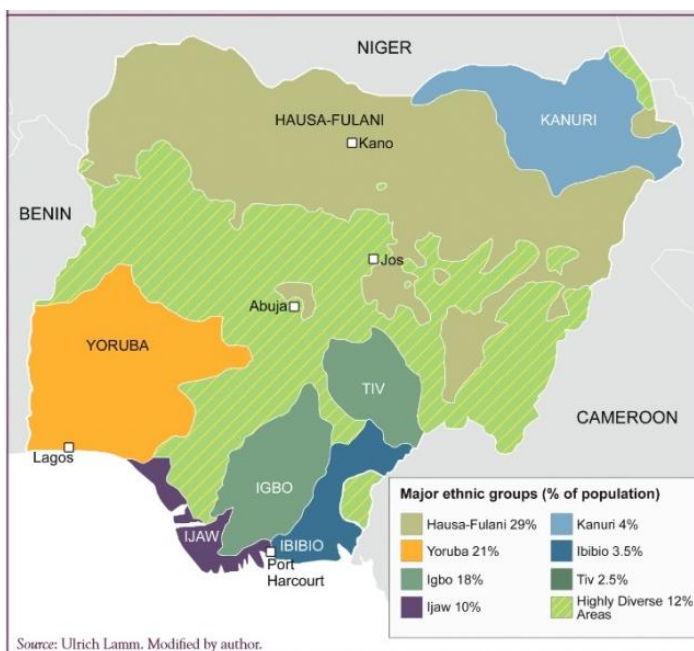 NIGER
HAUSA-FULANI
Kano
KANURI
BENIN
Jos
Abuja
YORUBA
TIV
CAMEROON
Lagos
IGBO
IJAW
IBIBIO
Port
Harcourt
Major ethnic groups (% of population)
Hausa-Fulani 29%
Yoruba 21%
Igbo 18%
Ijaw 10%
Kanuri 4%
Ibibio 3.5%
Tiv 2.5%
Highly Diverse 12%
Areas
Source: Ulrich Lamm. Modified by author.